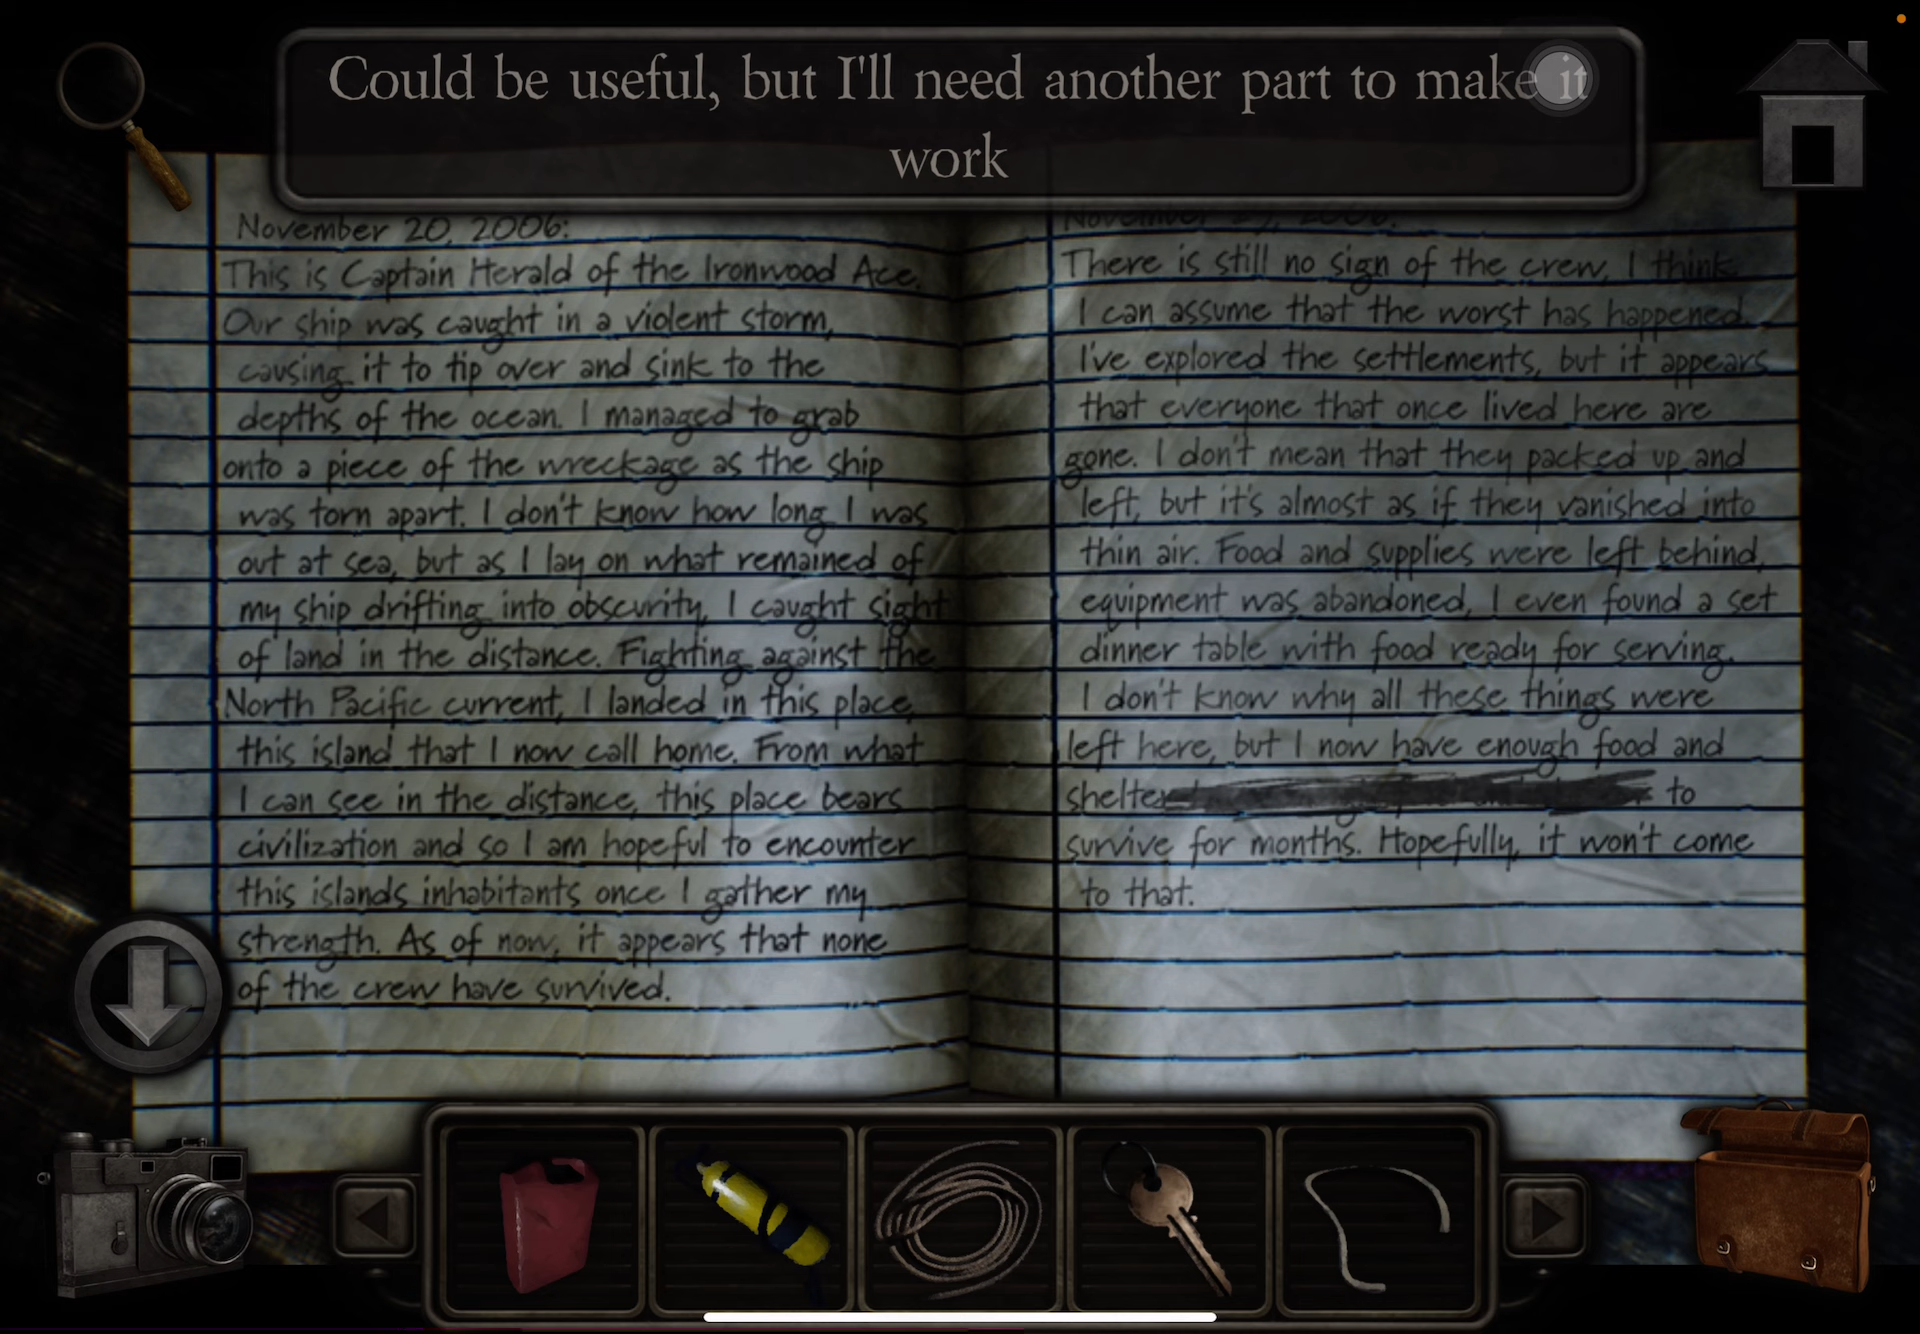 Could be useful, but I'll need another part to make it
work
November 20, 2006:
This is Captain Herald of the Ironwood Ace.
Our ship was caught in a violent storm,
causing it to tip over and sink to the
depths of the ocean. I managed to grab
onto a piece of the wreckage as the ship
was torn apart. I don't know how long I was
out at sea, but as I lay on what remained of
my ship drifting into obscurity, I caught sight
of land in the distance. Fighting against the
North Pacific current, I landed in this place,
this island that I now call home. From what
I can see in the distance, this place bears
civilization and so I am hopeful to encounter
this islands inhabitants once I gather my
strength. As of now, it appears that none
of the crew have survived.
November 2006:
There is still no sign of the crew, I think
I can assume that the worst has happened.
I've explored the settlements, but it appears
that everyone that once lived here are
gone. I don't mean that they packed up and
left, but it's almost as if they vanished into
thin air. Food and supplies were left behind,
equipment was abandoned, I even found a set
dinner table with food ready for serving.
I don't know why all these things were
left here, but I now have enough food and
shelter to
survive for months. Hopefully, it won't come
to that.